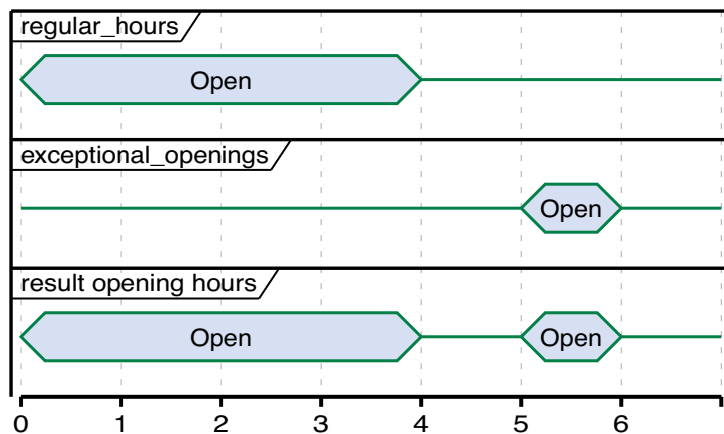 regular_hours
Open
exceptional_openings
Open
result opening hours
Open Open
0 1 2 3 4 5 6